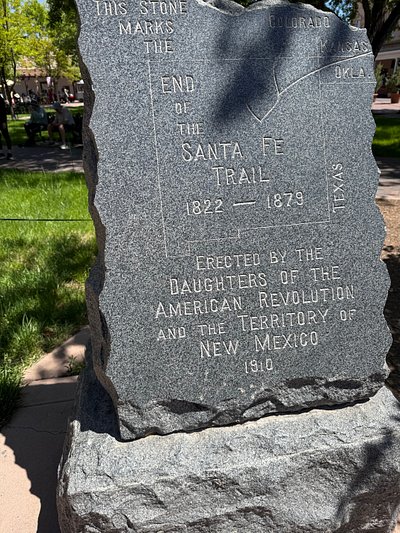 THIS STONE
MARKS
THE
COLORADO
KANSAS
OKLA.
END
OF
THE
SANTA FE
TRAIL
TEXAS
1822 — 1879
ERECTED BY THE
DAUGHTERS OF THE
AMERICAN REVOLUTION
AND THE TERRITORY OF
NEW MEXICO
1910